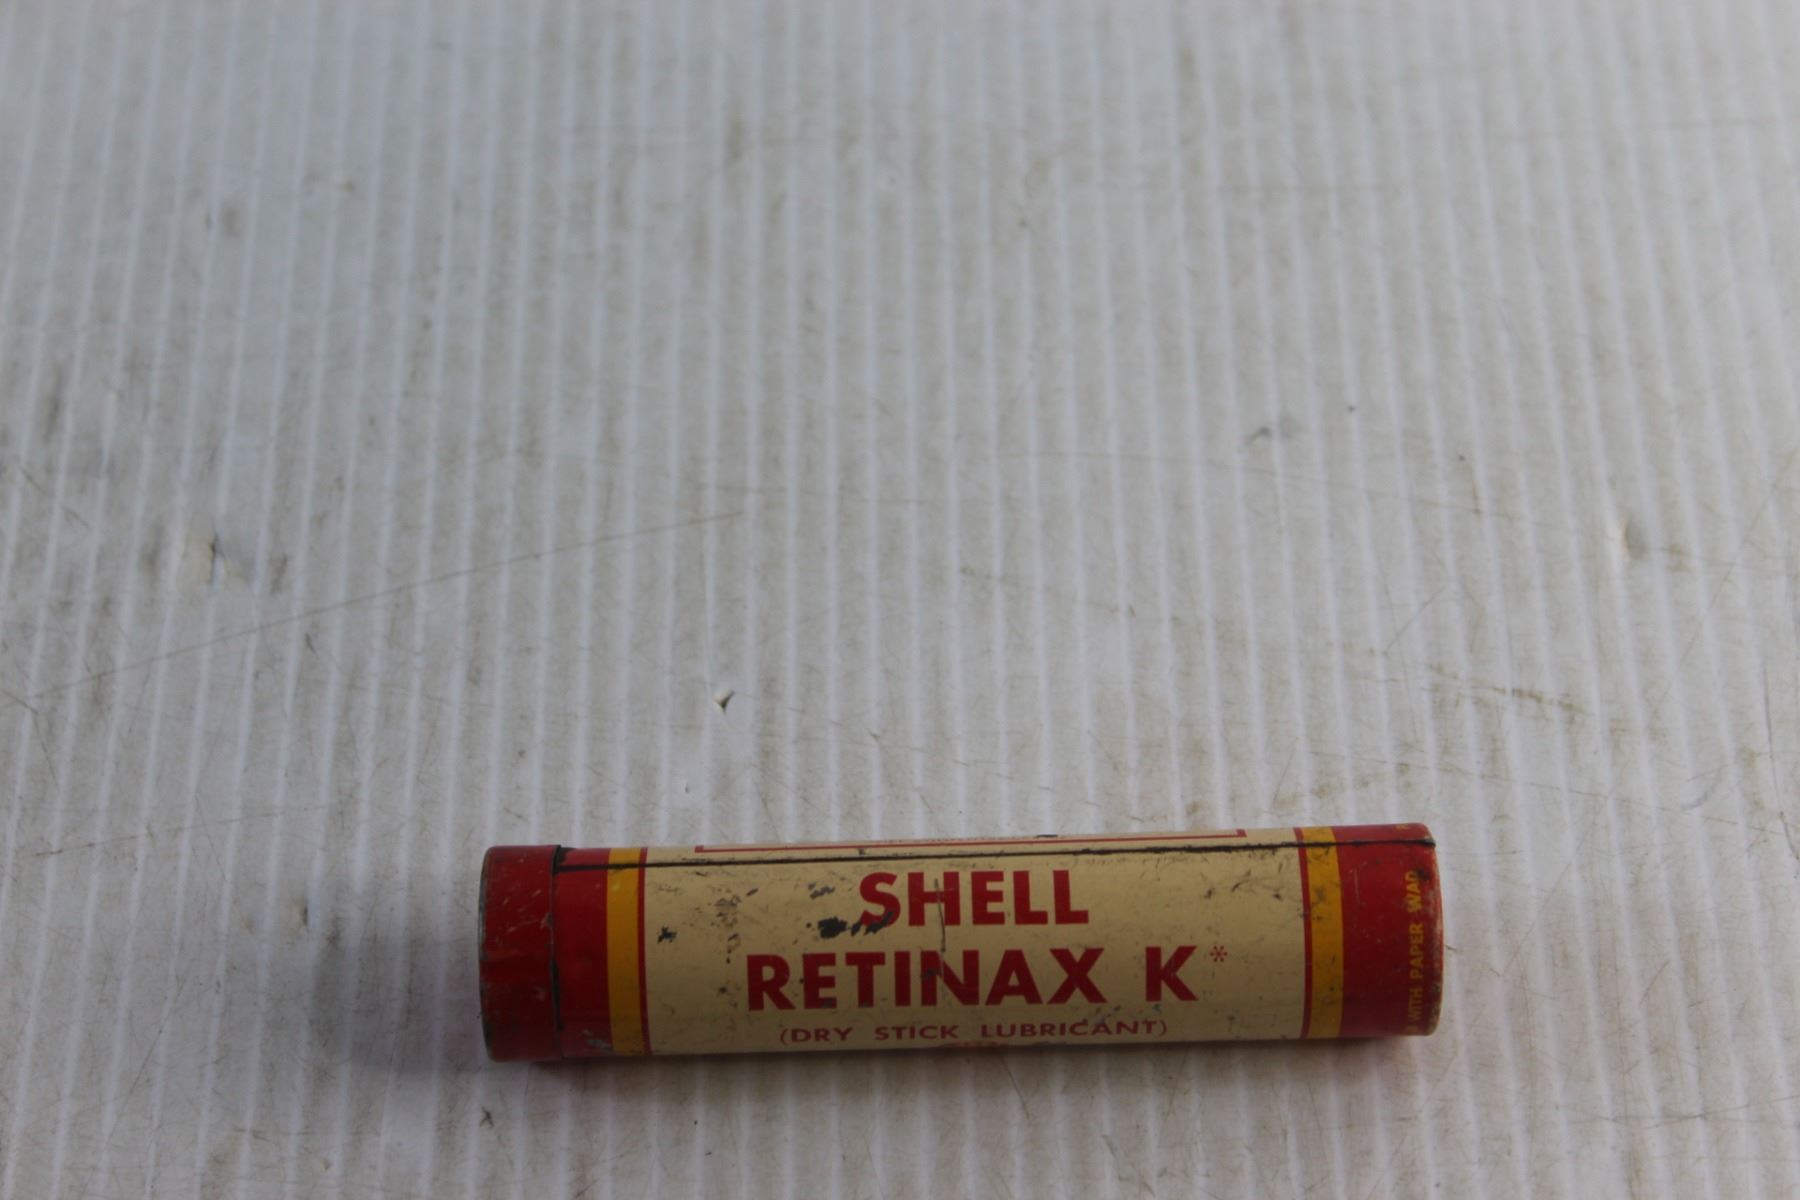 SHELL
RETINAX K*
(DRY STICK LUBRICANT)
WITH PAPER WAD